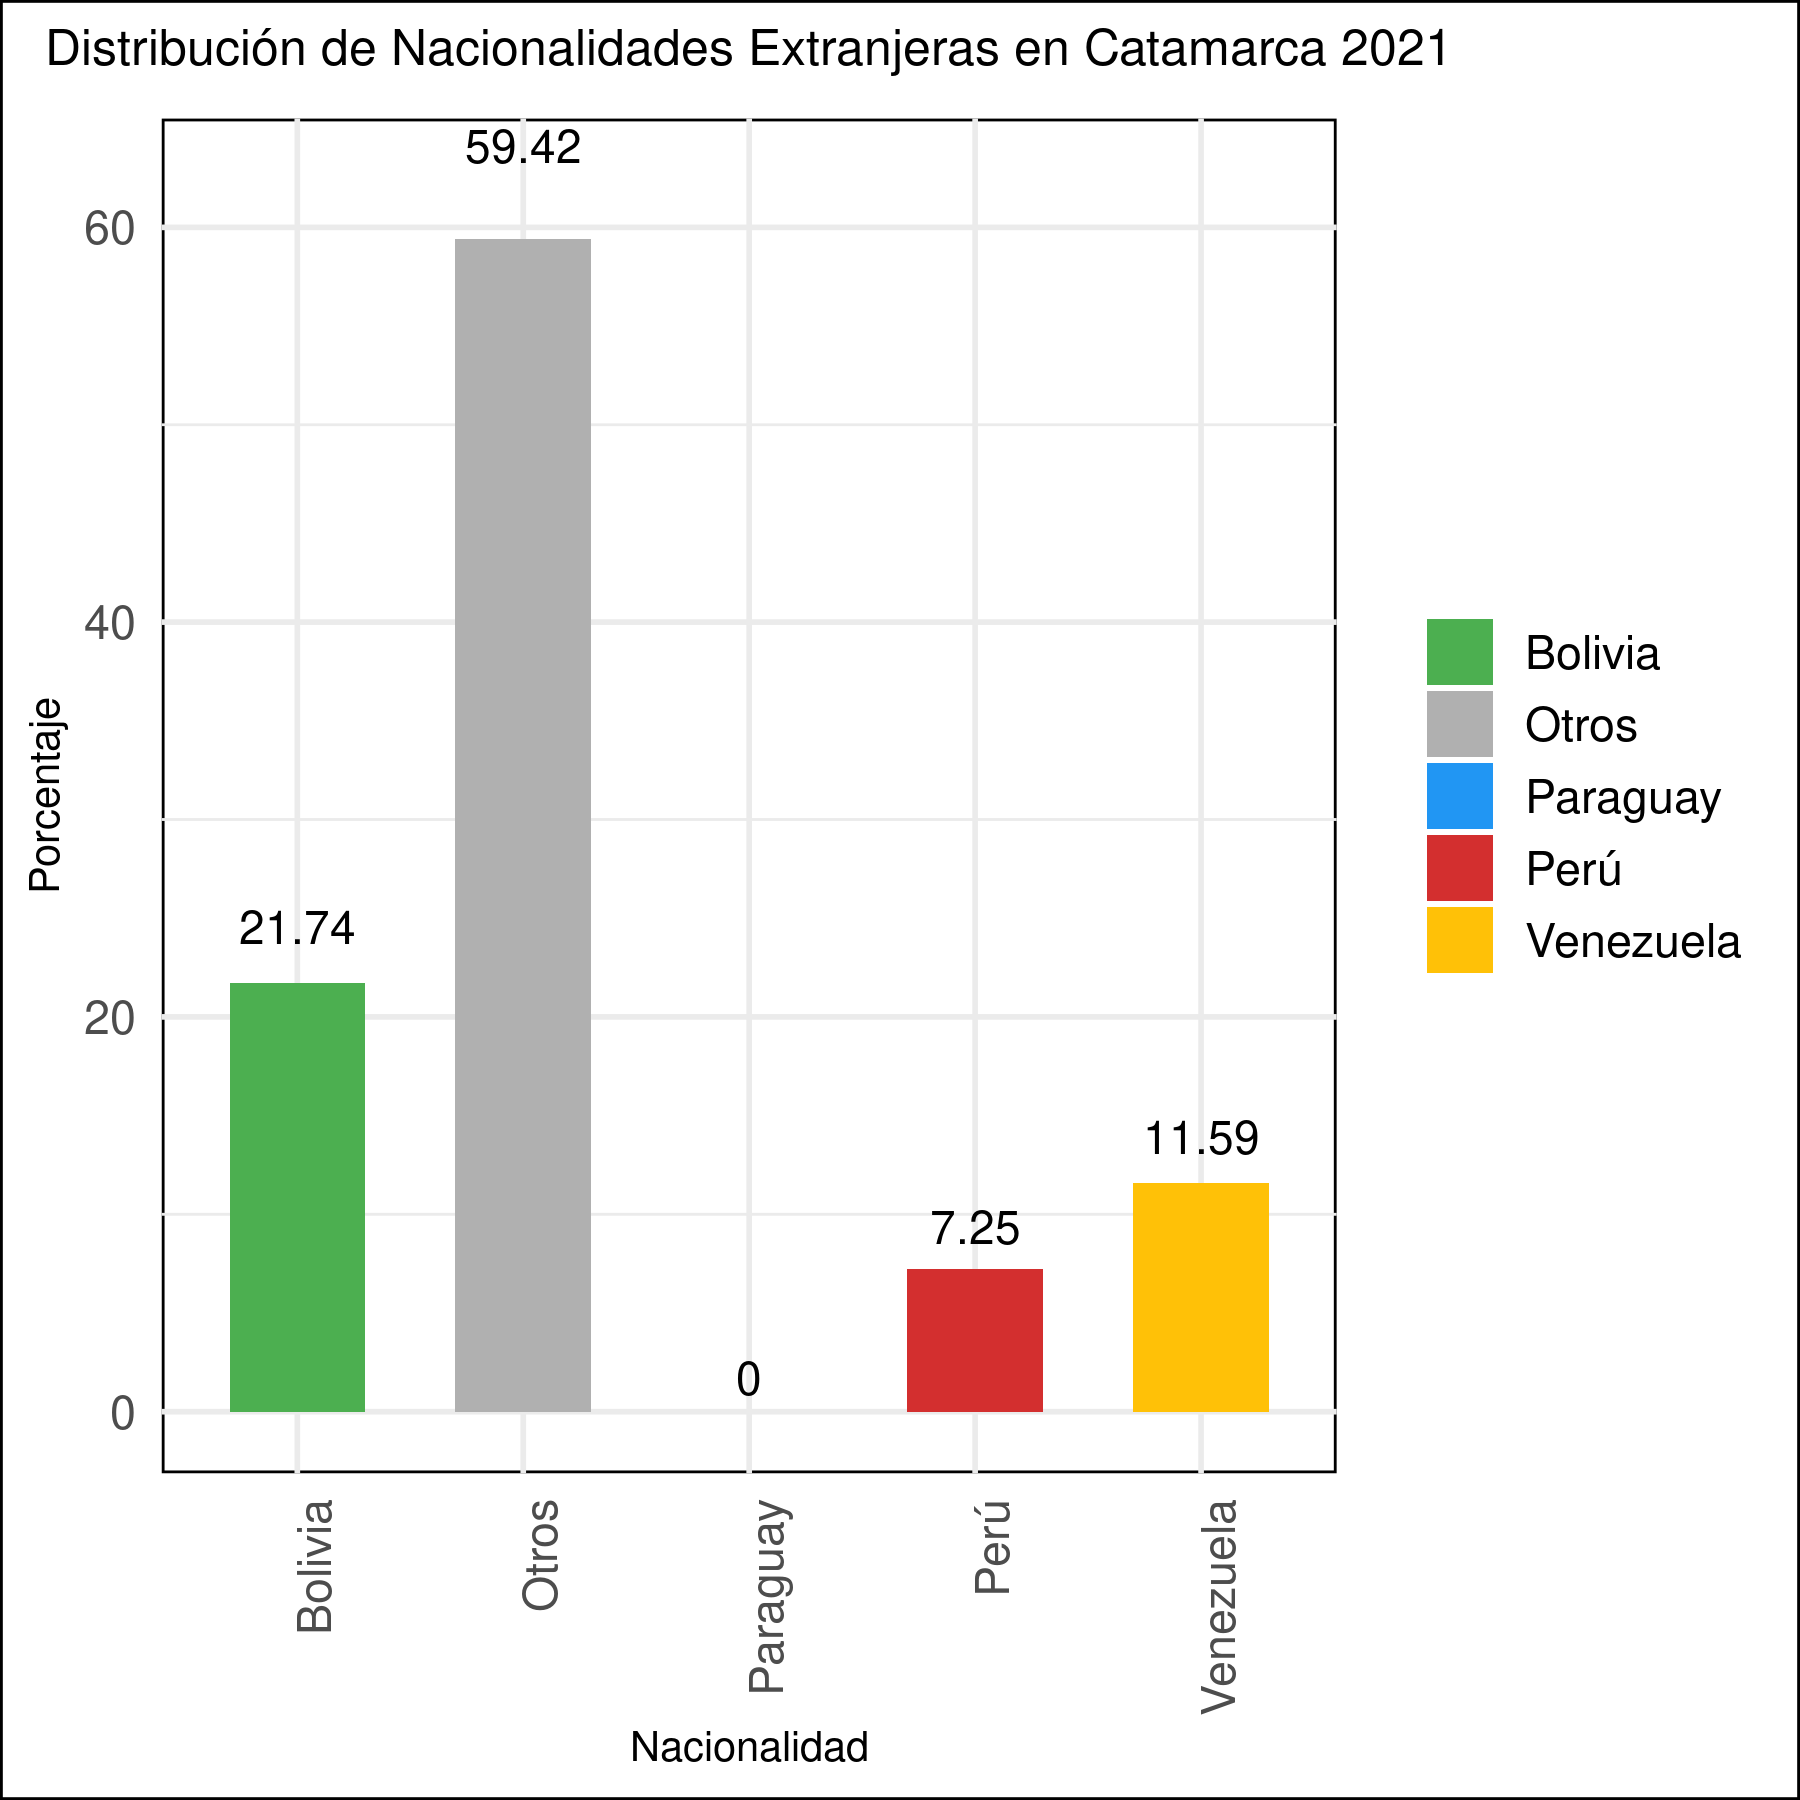 Distribución de Nacionalidades Extranjeras en Catamarca 2021
Porcentaje
60
40
20
0
21.74
59.42
0
7.25
11.59
Bolivia
Otros
Paraguay
Perú
Venezuela
Nacionalidad
Bolivia
Otros
Paraguay
Perú
Venezuela